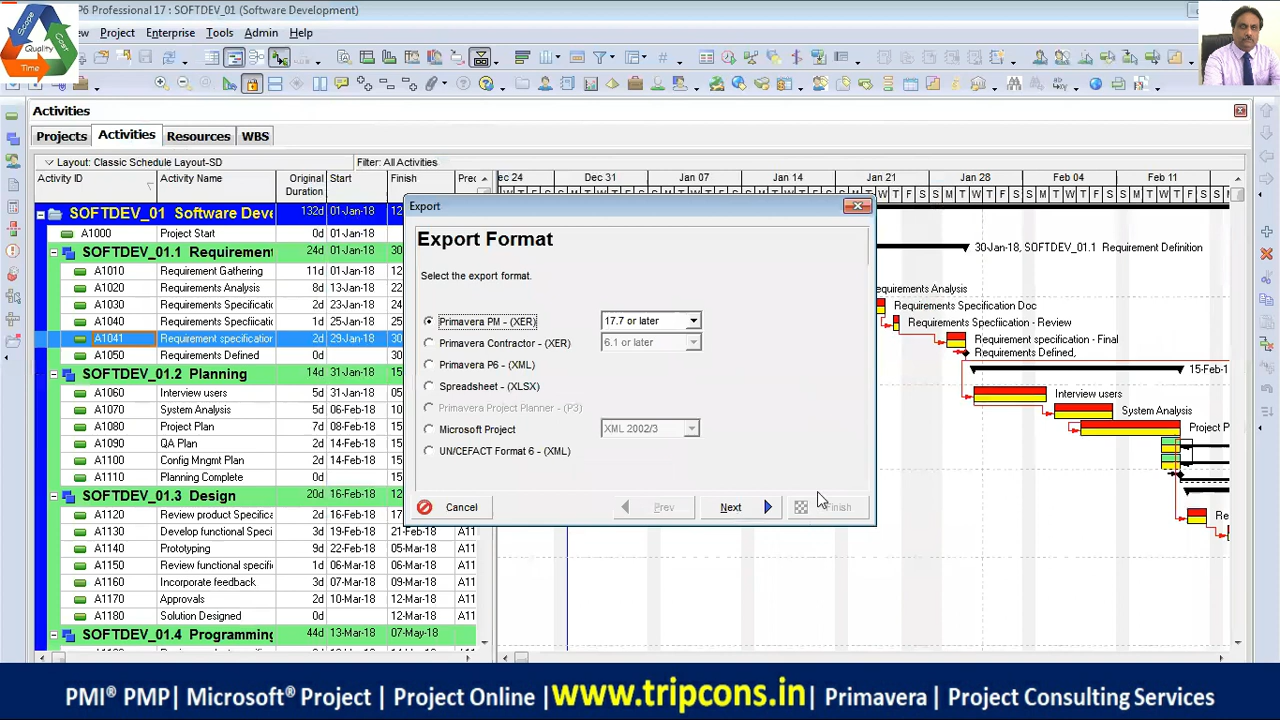 P6 Professional 17 : SOFTDEV_01 (Software Development)
Scope
Quality
Cost
Time
Project Enterprise Tools Admin Help
Activities
Projects Activities Resources WBS
Layout: Classic Schedule Layout-SD Filter: All Activities
Activity ID Activity Name Original Duration Start Finish
Dec 31 Jan 07 Jan 14 Jan 21 Jan 28 Feb 04 Feb 11
SOFTDEV_01 132d 01-Jan-18
A1000 Project Start 0d 01-Jan-18
SOFTDEV_01.1 24d 01-Jan-18
A1010 Requirement Gathering 11d 01-Jan-18
A1020 Requirements Analysis 8d 13-Jan-18
A1030 2d 23-Jan-18
A1040 1d 25-Jan-18
A1041 Requirement specification 2d 29-Jan-18
A1050 Requirements Defined 0d
SOFTDEV_01.2 Planning 14d 31-Jan-18
A1060 Interview users 5d 31-Jan-18
A1070 System Analysis 5d 06-Feb-18
A1080 Project Plan 7d 08-Feb-18
A1090 QA Plan 2d 14-Feb-18
A1100 Config Mngmt Plan 2d 14-Feb-18
A1110 Planning Complete 0d
SOFTDEV_01.3 Design 20d 16-Feb-18
A1120 2d 16-Feb-18
A1130 3d 19-Feb-18 21-Feb-18
A1140 Prototyping 9d 22-Feb-18 05-Mar-18
A1150 1d 06-Mar-18 06-Mar-18
A1160 Incorporate feedback 3d 07-Mar-18 09-Mar-18
A1170 Approvals 2d 10-Mar-18 12-Mar-18
A1180 Solution Designed 0d 12-Mar-18
SOFTDEV_01.4 Programming 44d 13-Mar-18 07-May-18
Export
Export Format
Select the export format.
Primavera PM - (XER) 17.7 or later
Primavera Contractor - (XER) 6.1 or later
Primavera P6 - (XML)
Spreadsheet - (XLSX)
Primavera Project Planner - (P3)
Microsoft Project XML 2002/3
UN/CEFACT Format 6 - (XML)
Cancel Prev Next Finish
30-Jan-18, SOFTDEV_01.1 Requirement Definition
Requirements Specification Doc
Requirements Specfiication - Review
Requirement specification - Final
Requirements Defined,
Interview users
System Analysis
PMI® PMP| Microsoft® Project | Project Online | www.tripcons.in | Primavera | Project Consulting Services